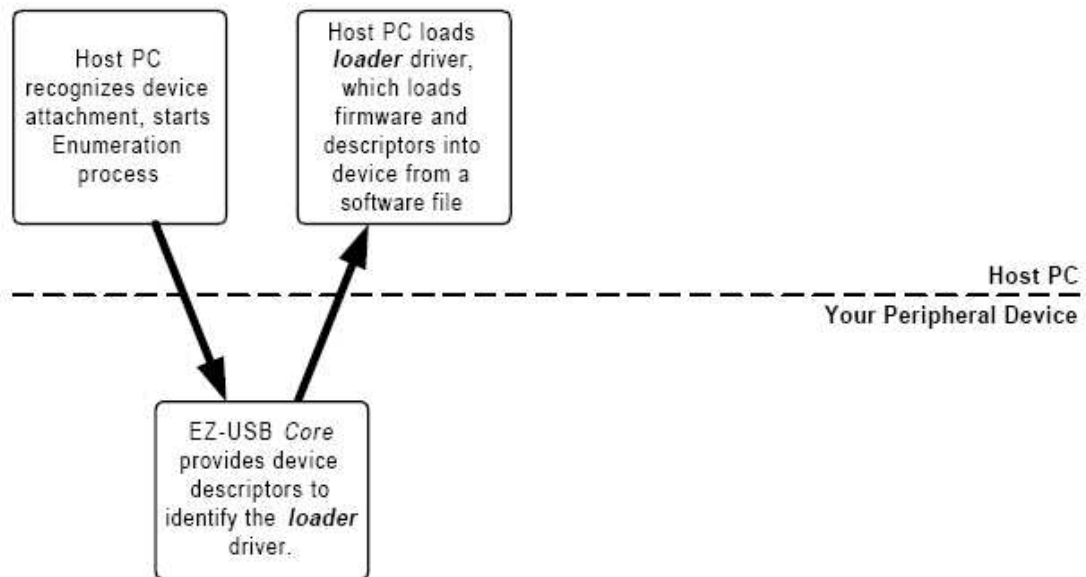 Host PC
recognizes device
attachment, starts
Enumeration
process
Host PC loads
loader driver,
which loads
firmware and
descriptors into
device from a
software file
Host PC
Your Peripheral Device
EZ-USB Core
provides device
descriptors to
identify the loader
driver.